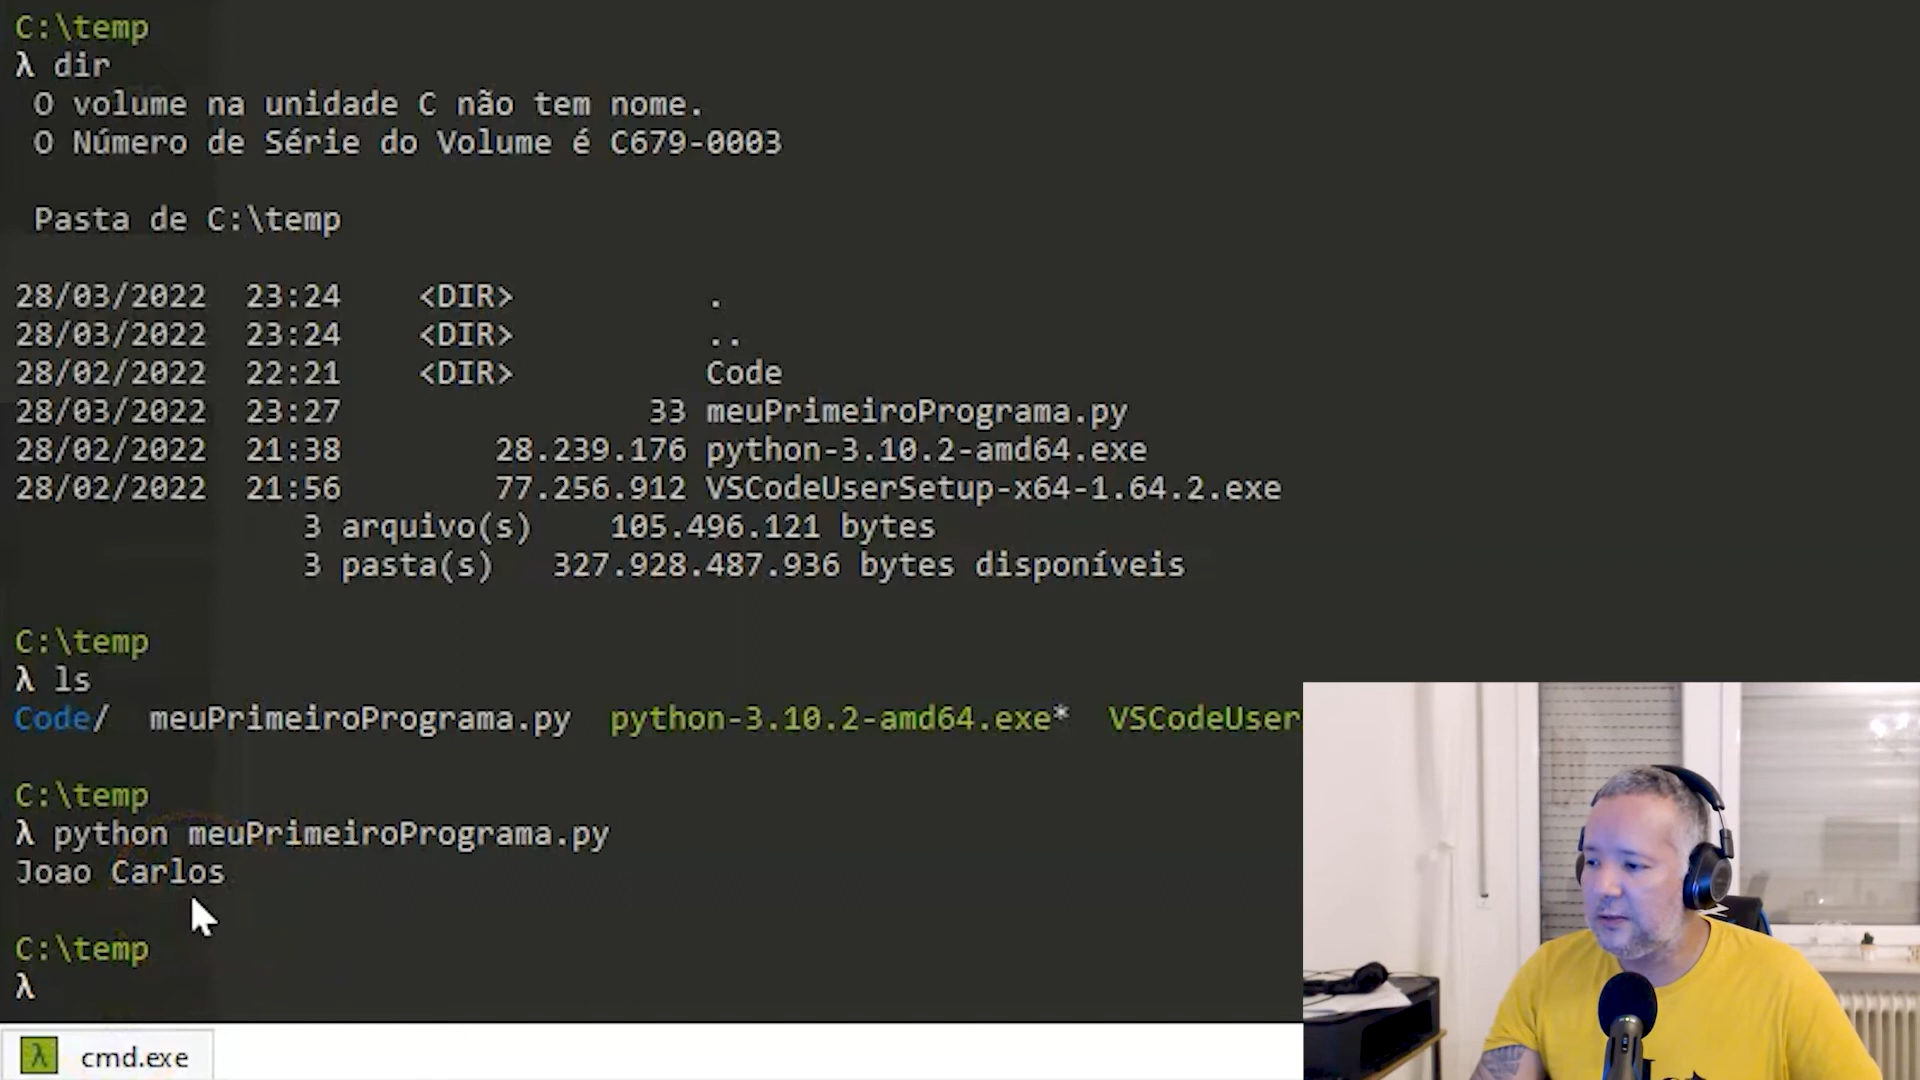 C:\temp
λ dir
O volume na unidade C não tem nome.
O Número de Série do Volume é C679-0003
Pasta de C:\temp
28/03/2022 23:24 <DIR> .
28/03/2022 23:24 <DIR> ..
28/02/2022 22:21 <DIR> Code
28/03/2022 23:27 33 meuPrimeiroPrograma.py
28/02/2022 21:38 28.239.176 python-3.10.2-amd64.exe
28/02/2022 21:56 77.256.912 VSCodeUserSetup-x64-1.64.2.exe
3 arquivo(s) 105.496.121 bytes
3 pasta(s) 327.928.487.936 bytes disponíveis
C:\temp
λ ls
Code/ meuPrimeiroPrograma.py python-3.10.2-amd64.exe* VSCodeUser
C:\temp
λ python meuPrimeiroPrograma.py
Joao Carlos
C:\temp
λ
λ cmd.exe